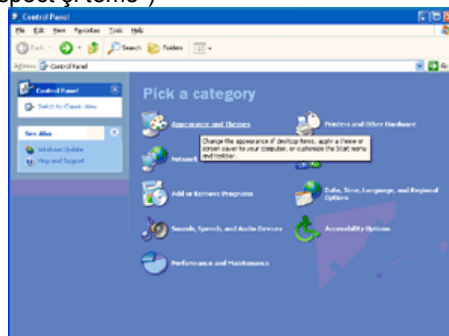 Control Panel
File Edit View Favorites Tools Help
Back Search Folders
Address Control Panel Go
Control Panel
Switch to Classic View
See Also
Windows Update
Help and Support
Pick a category
Appearance and Themes
Printers and Other Hardware
Change the appearance of desktop items, apply a theme or
screen saver to your computer, or customize the Start menu
and taskbar.
Network
Add or Remove Programs
Date, Time, Language, and Regional
Options
Sounds, Speech, and Audio Devices
Accessibility Options
Performance and Maintenance